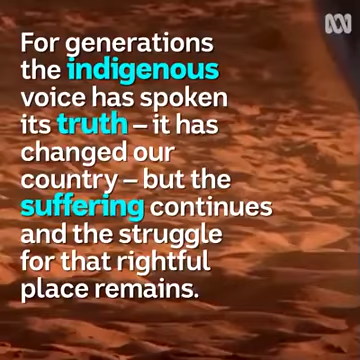 ABC
For generations
the indigenous
voice has spoken
its truth – it has
changed our
country – but the
suffering continues
and the struggle
for that rightful
place remains.